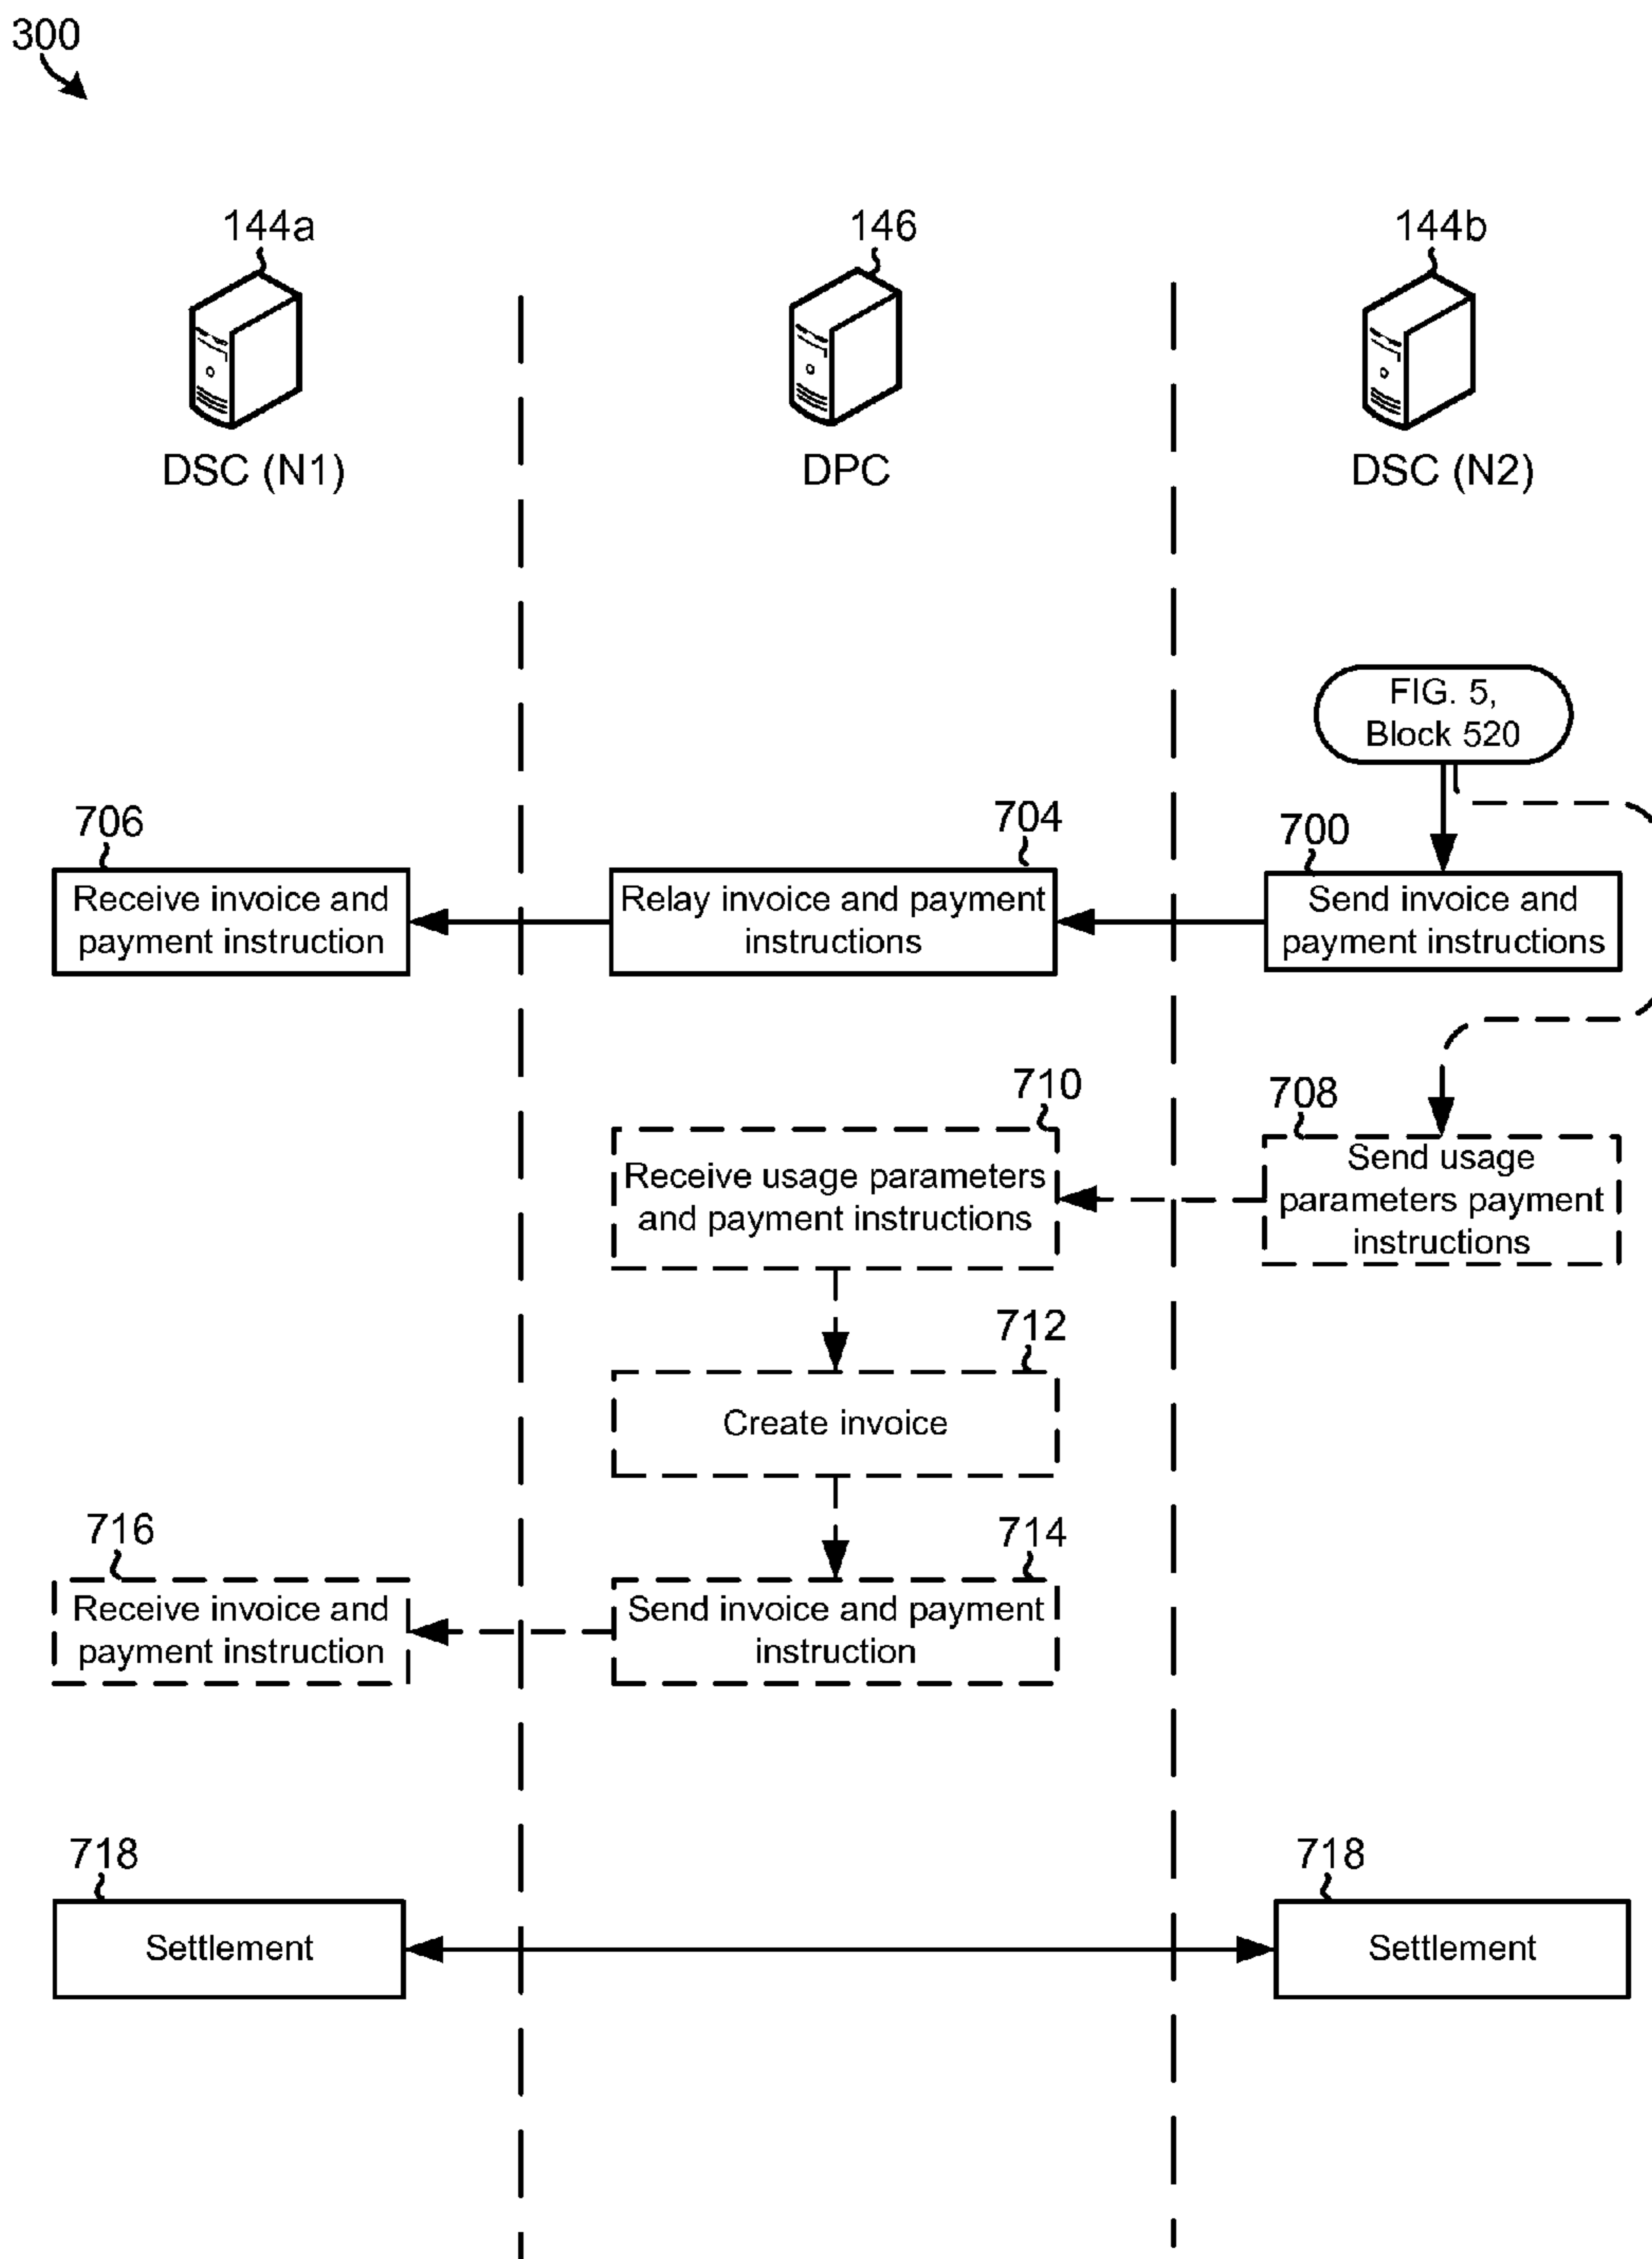 300
144a
146
144b
DSC (N1)
DPC
DSC (N2)
FIG. 5,
Block 520
706
704
700
Receive invoice and
payment instruction
Relay invoice and payment
instructions
Send invoice and
payment instructions
710
708
Receive usage parameters
and payment instructions
Send usage
parameters payment
instructions
712
Create invoice
716
714
Receive invoice and
payment instruction
Send invoice and payment
instruction
718
718
Settlement
Settlement